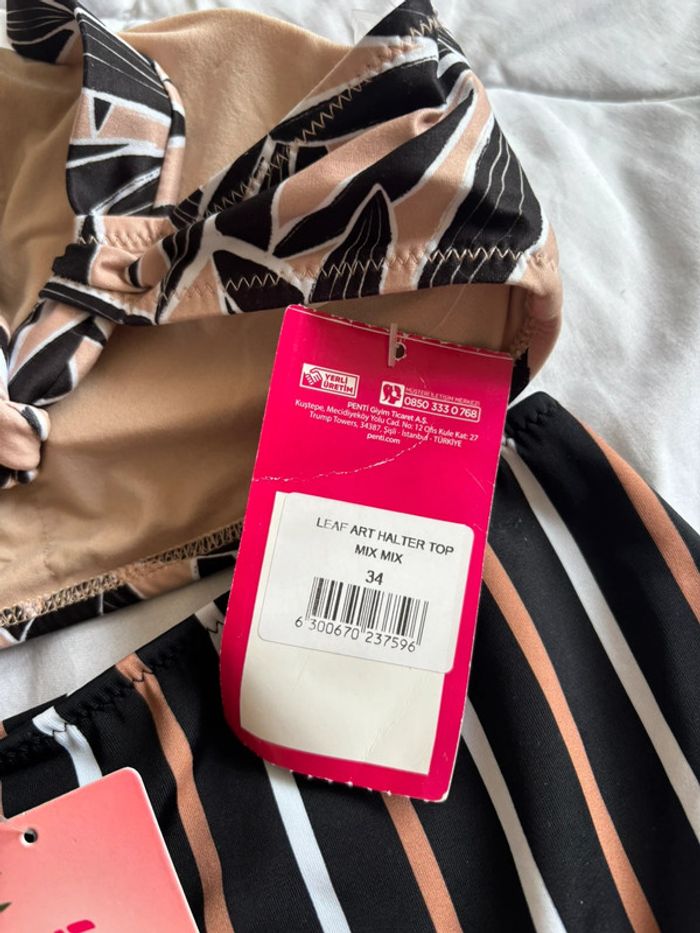 YERLİ
ÜRETİM
MÜŞTERİ İLETİŞİM MERKEZİ
0850 333 0 768
PENTI Giyim Ticaret A.Ş.
Kuştepe, Mecidiyeköy Yolu Cad. No: 12 Ofis Kule Kat: 27
Trump Towers, 34387, Şişli - İstanbul - TÜRKİYE
penti.com
LEAF ART HALTER TOP
MIX MIX
34
6 300670 237596